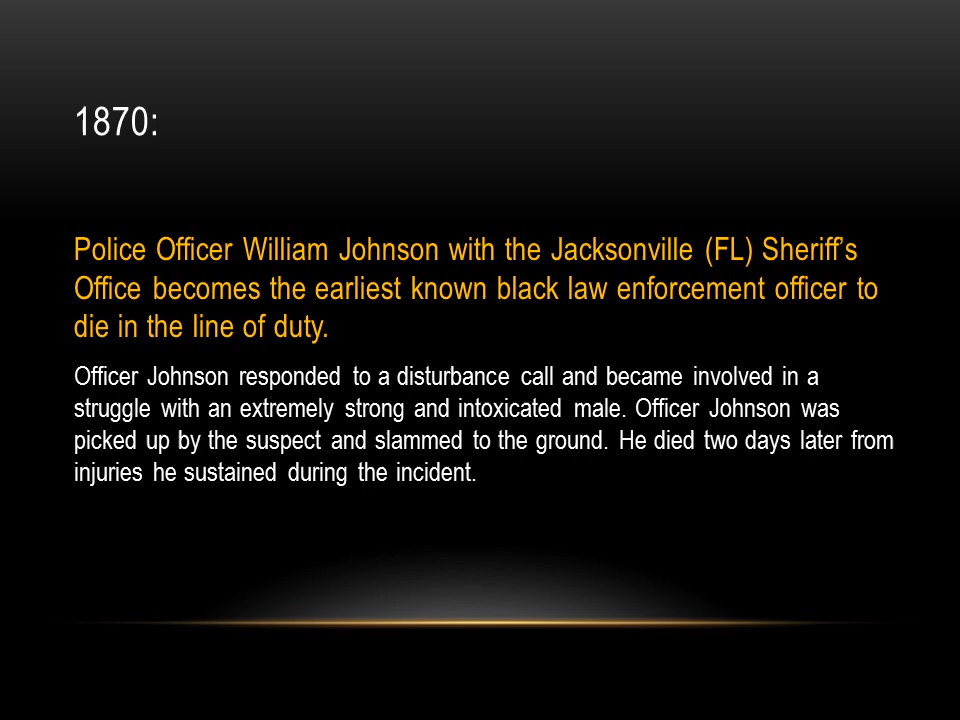 1870:
Police Officer William Johnson with the Jacksonville (FL) Sheriff's
Office becomes the earliest known black law enforcement officer to
die in the line of duty.
Officer Johnson responded to a disturbance call and became involved in a
struggle with an extremely strong and intoxicated male. Officer Johnson was
picked up by the suspect and slammed to the ground. He died two days later from
injuries he sustained during the incident.